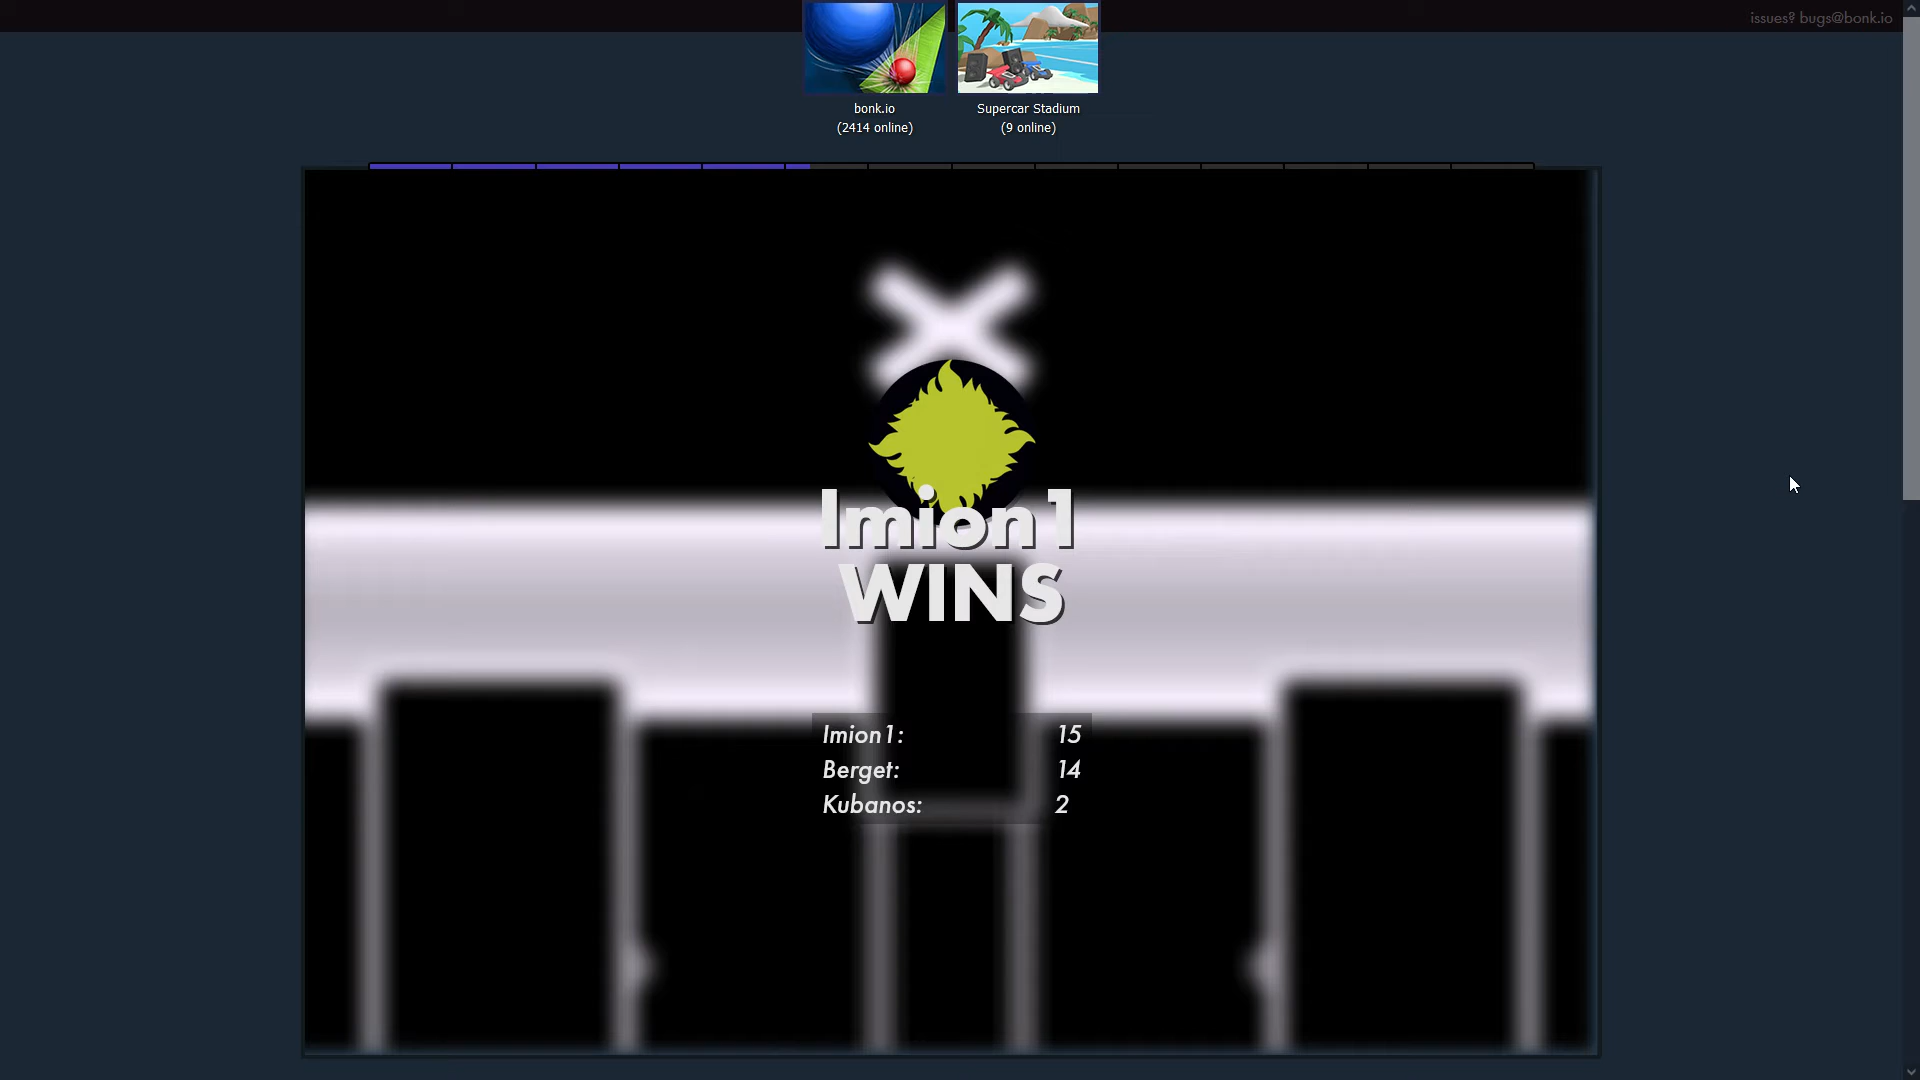 issues? bugs@bonk.io
bonk.io
(2414 online)
Supercar Stadium
(9 online)
Imion1
WINS
Imion1: 15
Berget: 14
Kubanos: 2